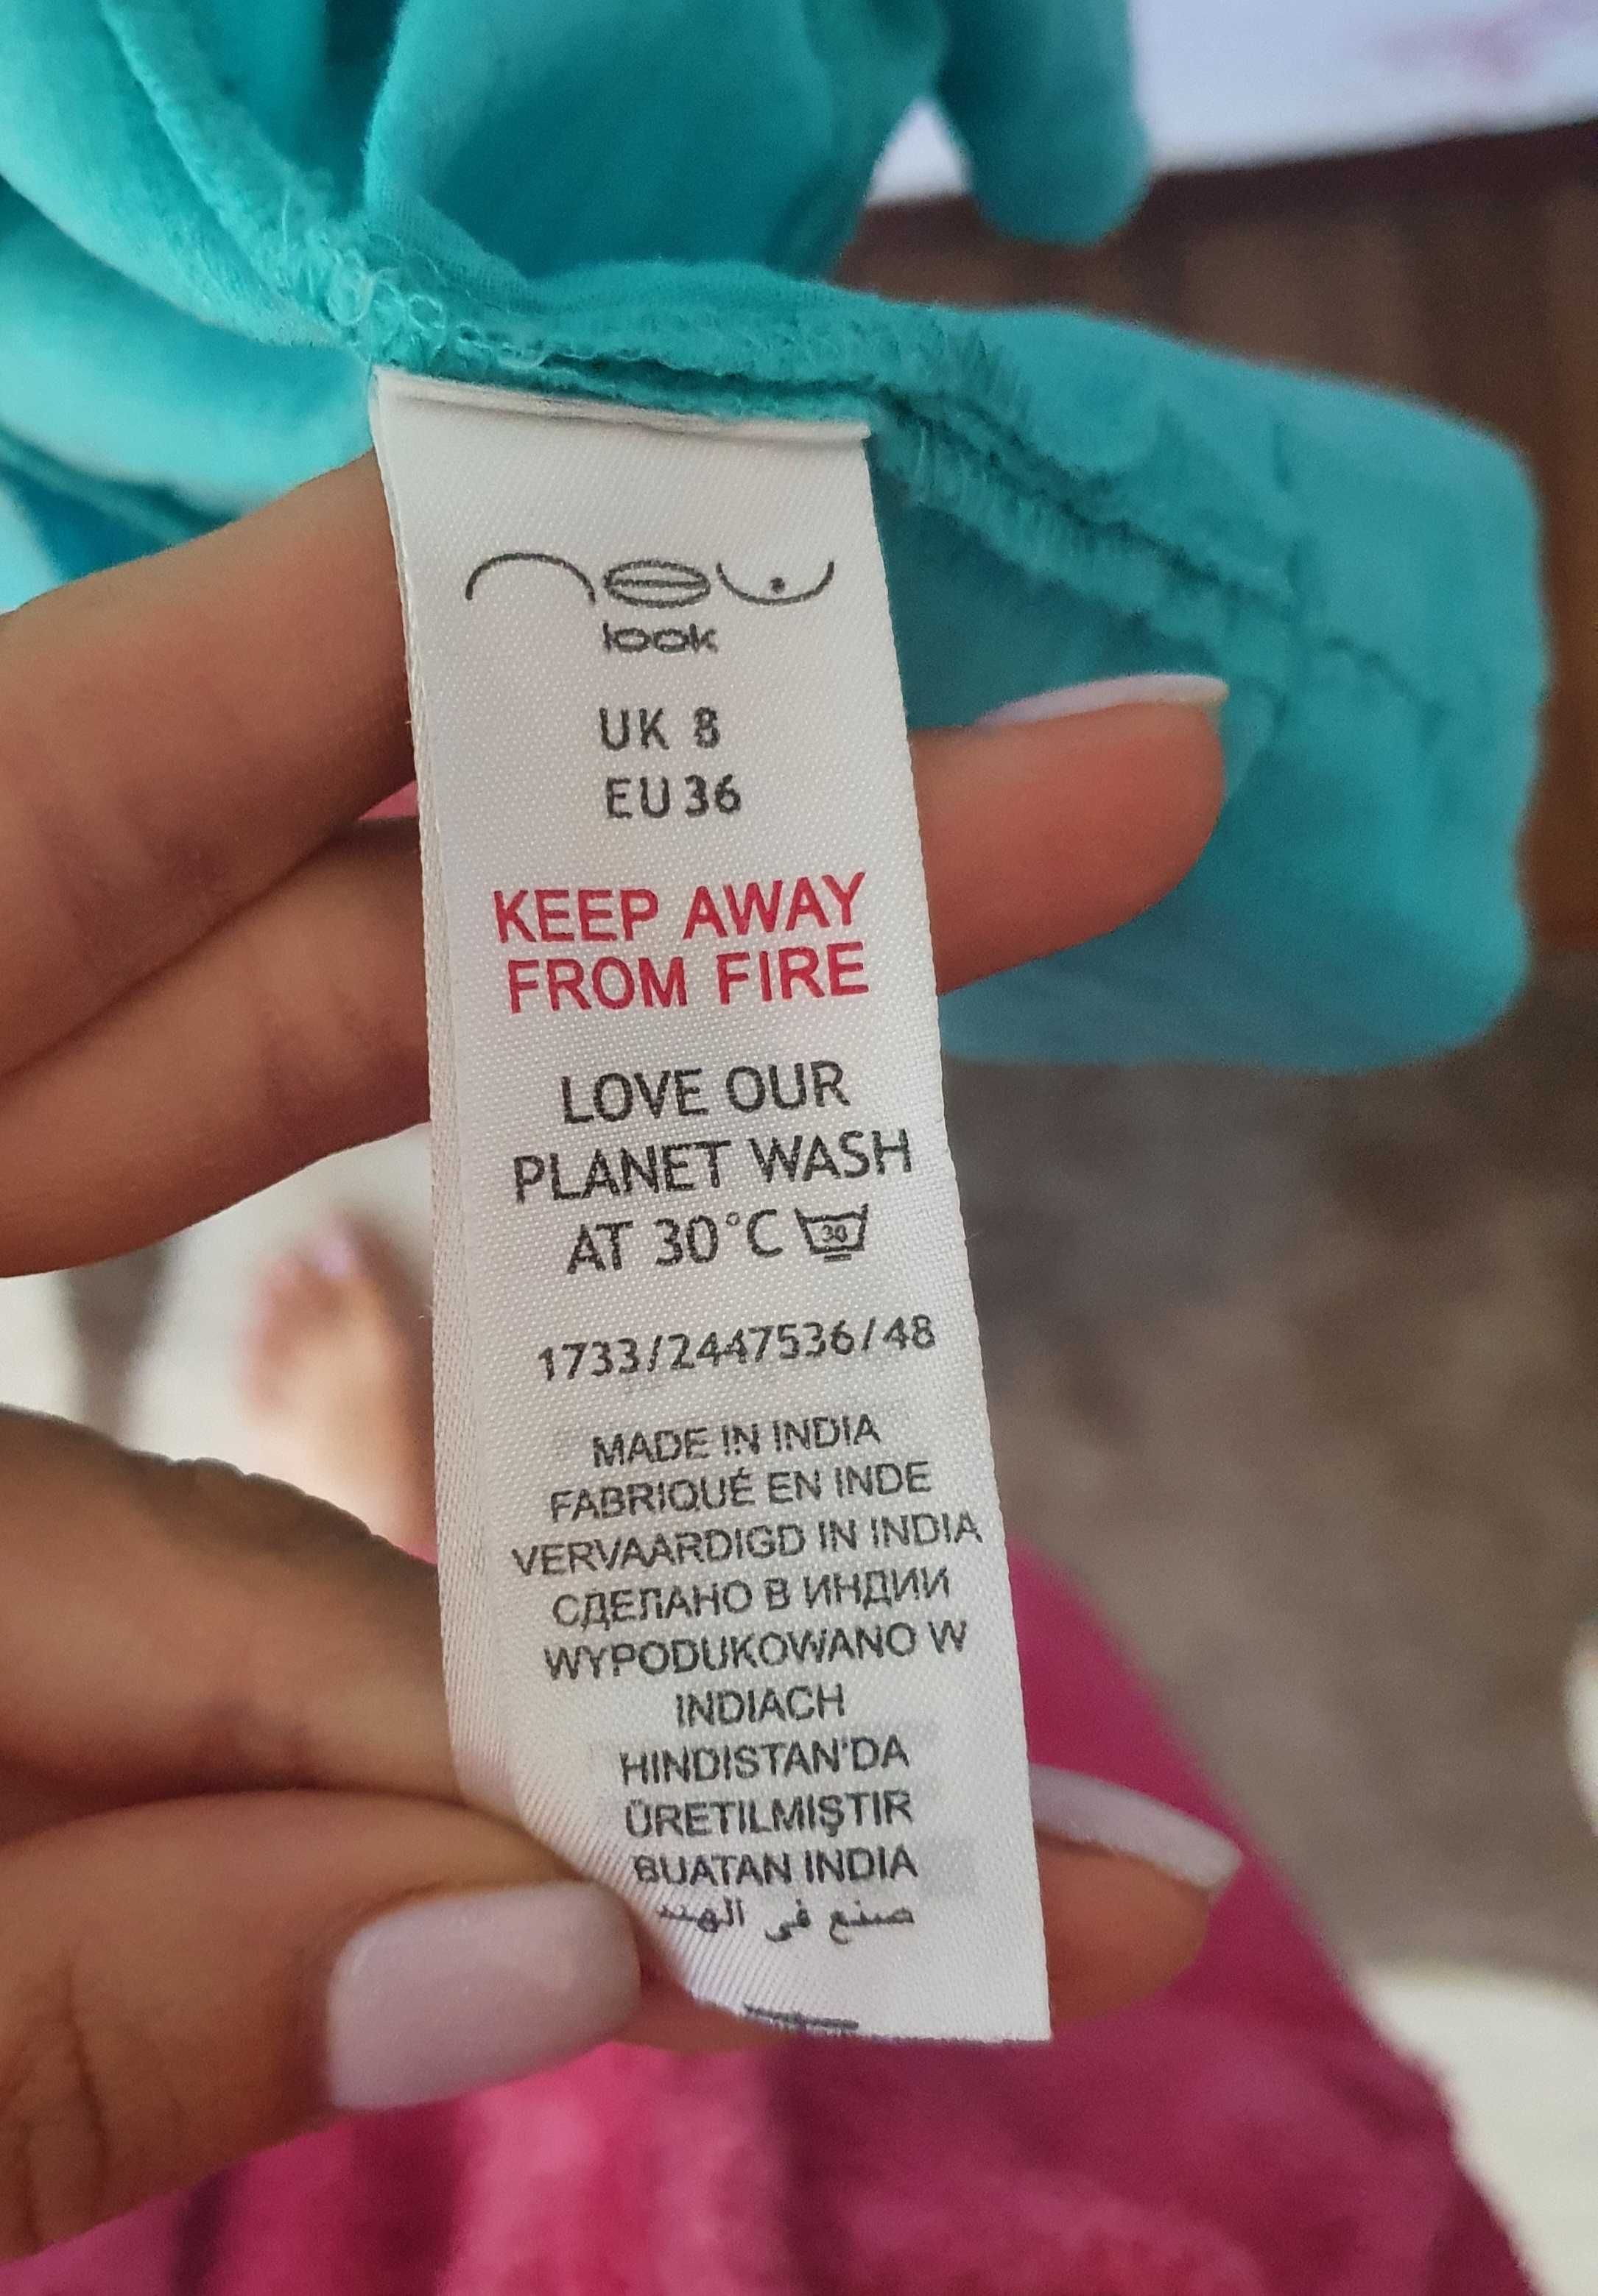 new
look
UK 8
EU 36
KEEP AWAY
FROM FIRE
LOVE OUR
PLANET WASH
AT 30°C 30
1733/2447536/48
MADE IN INDIA
FABRIQUÉ EN INDE
VERVAARDIGD IN INDIA
СДЕЛАНО В ИНДИИ
WYPODUKOWANO W
INDIACH
HINDISTAN'DA
ÜRETILMIŞTIR
BUATAN INDIA
صنع في الهند